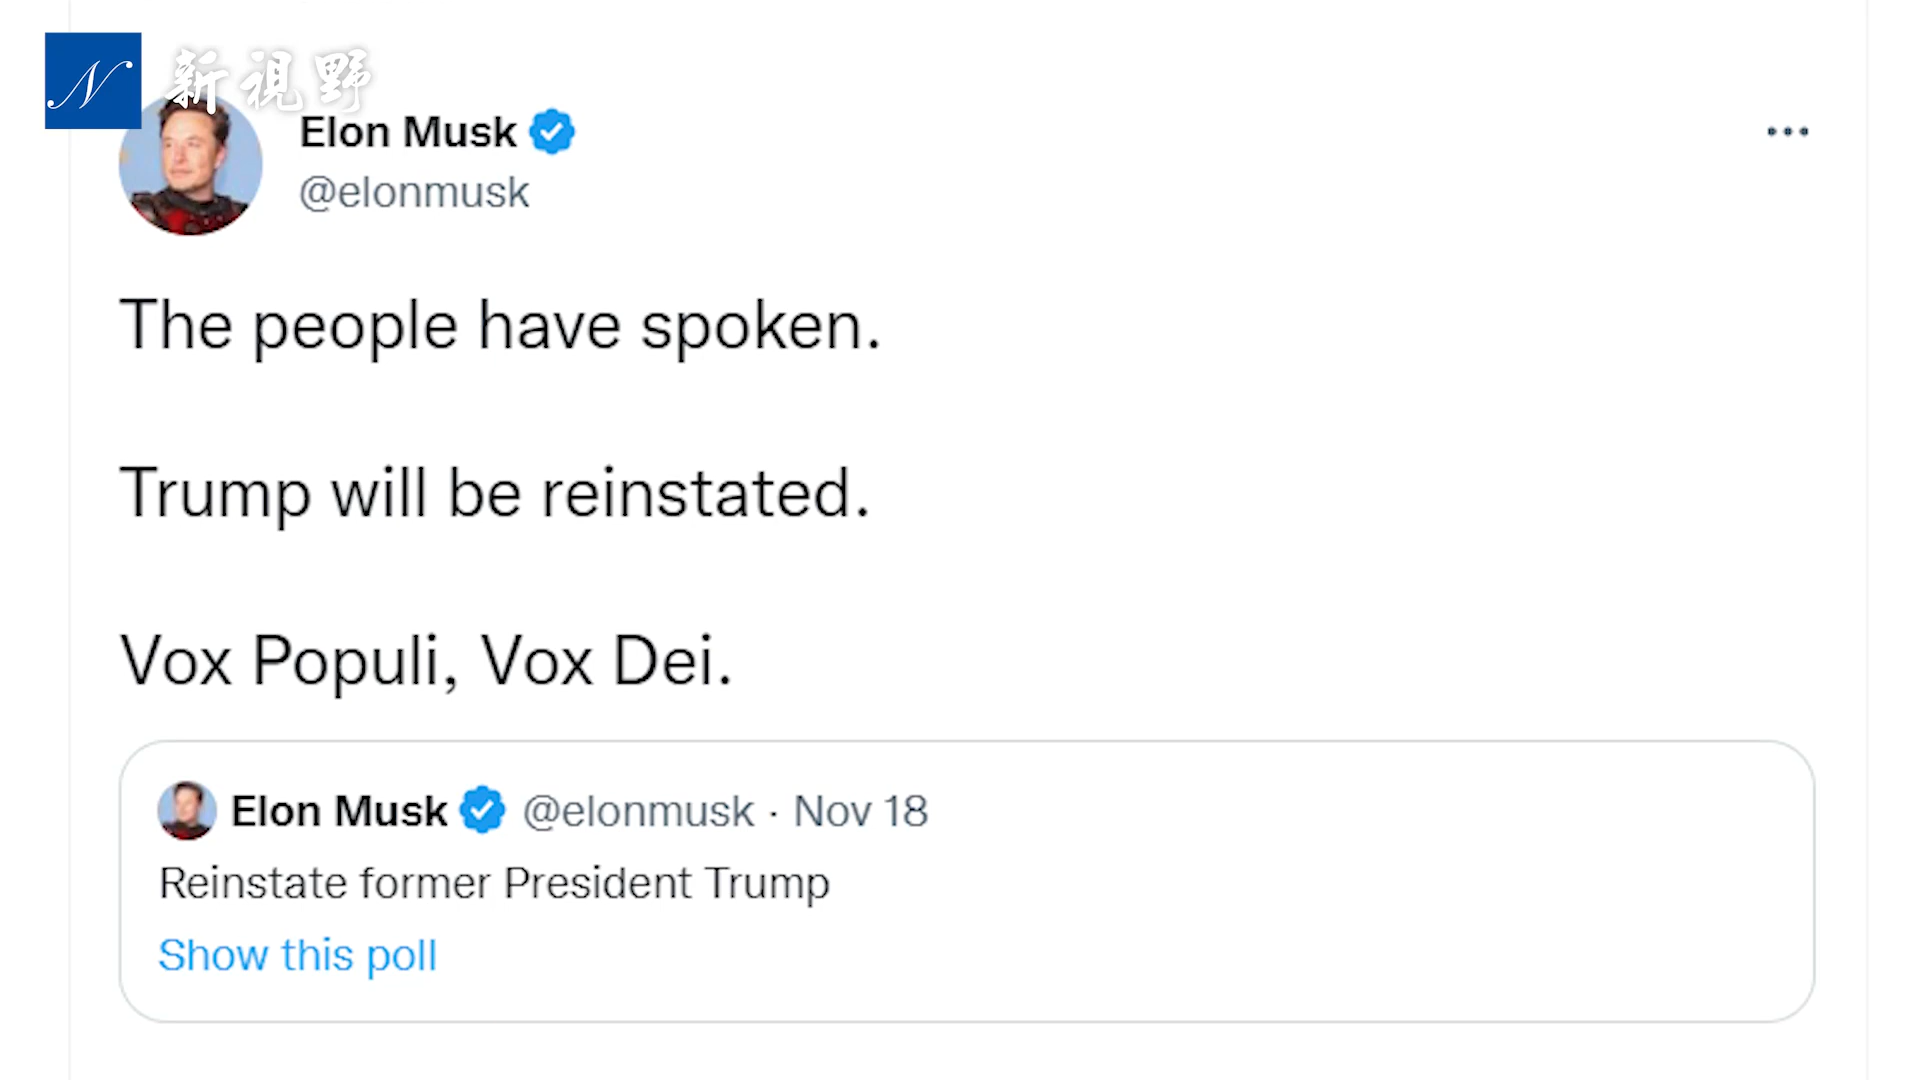 N 新視野
Elon Musk
@elonmusk
The people have spoken.
Trump will be reinstated.
Vox Populi, Vox Dei.
Elon Musk @elonmusk · Nov 18
Reinstate former President Trump
Show this poll